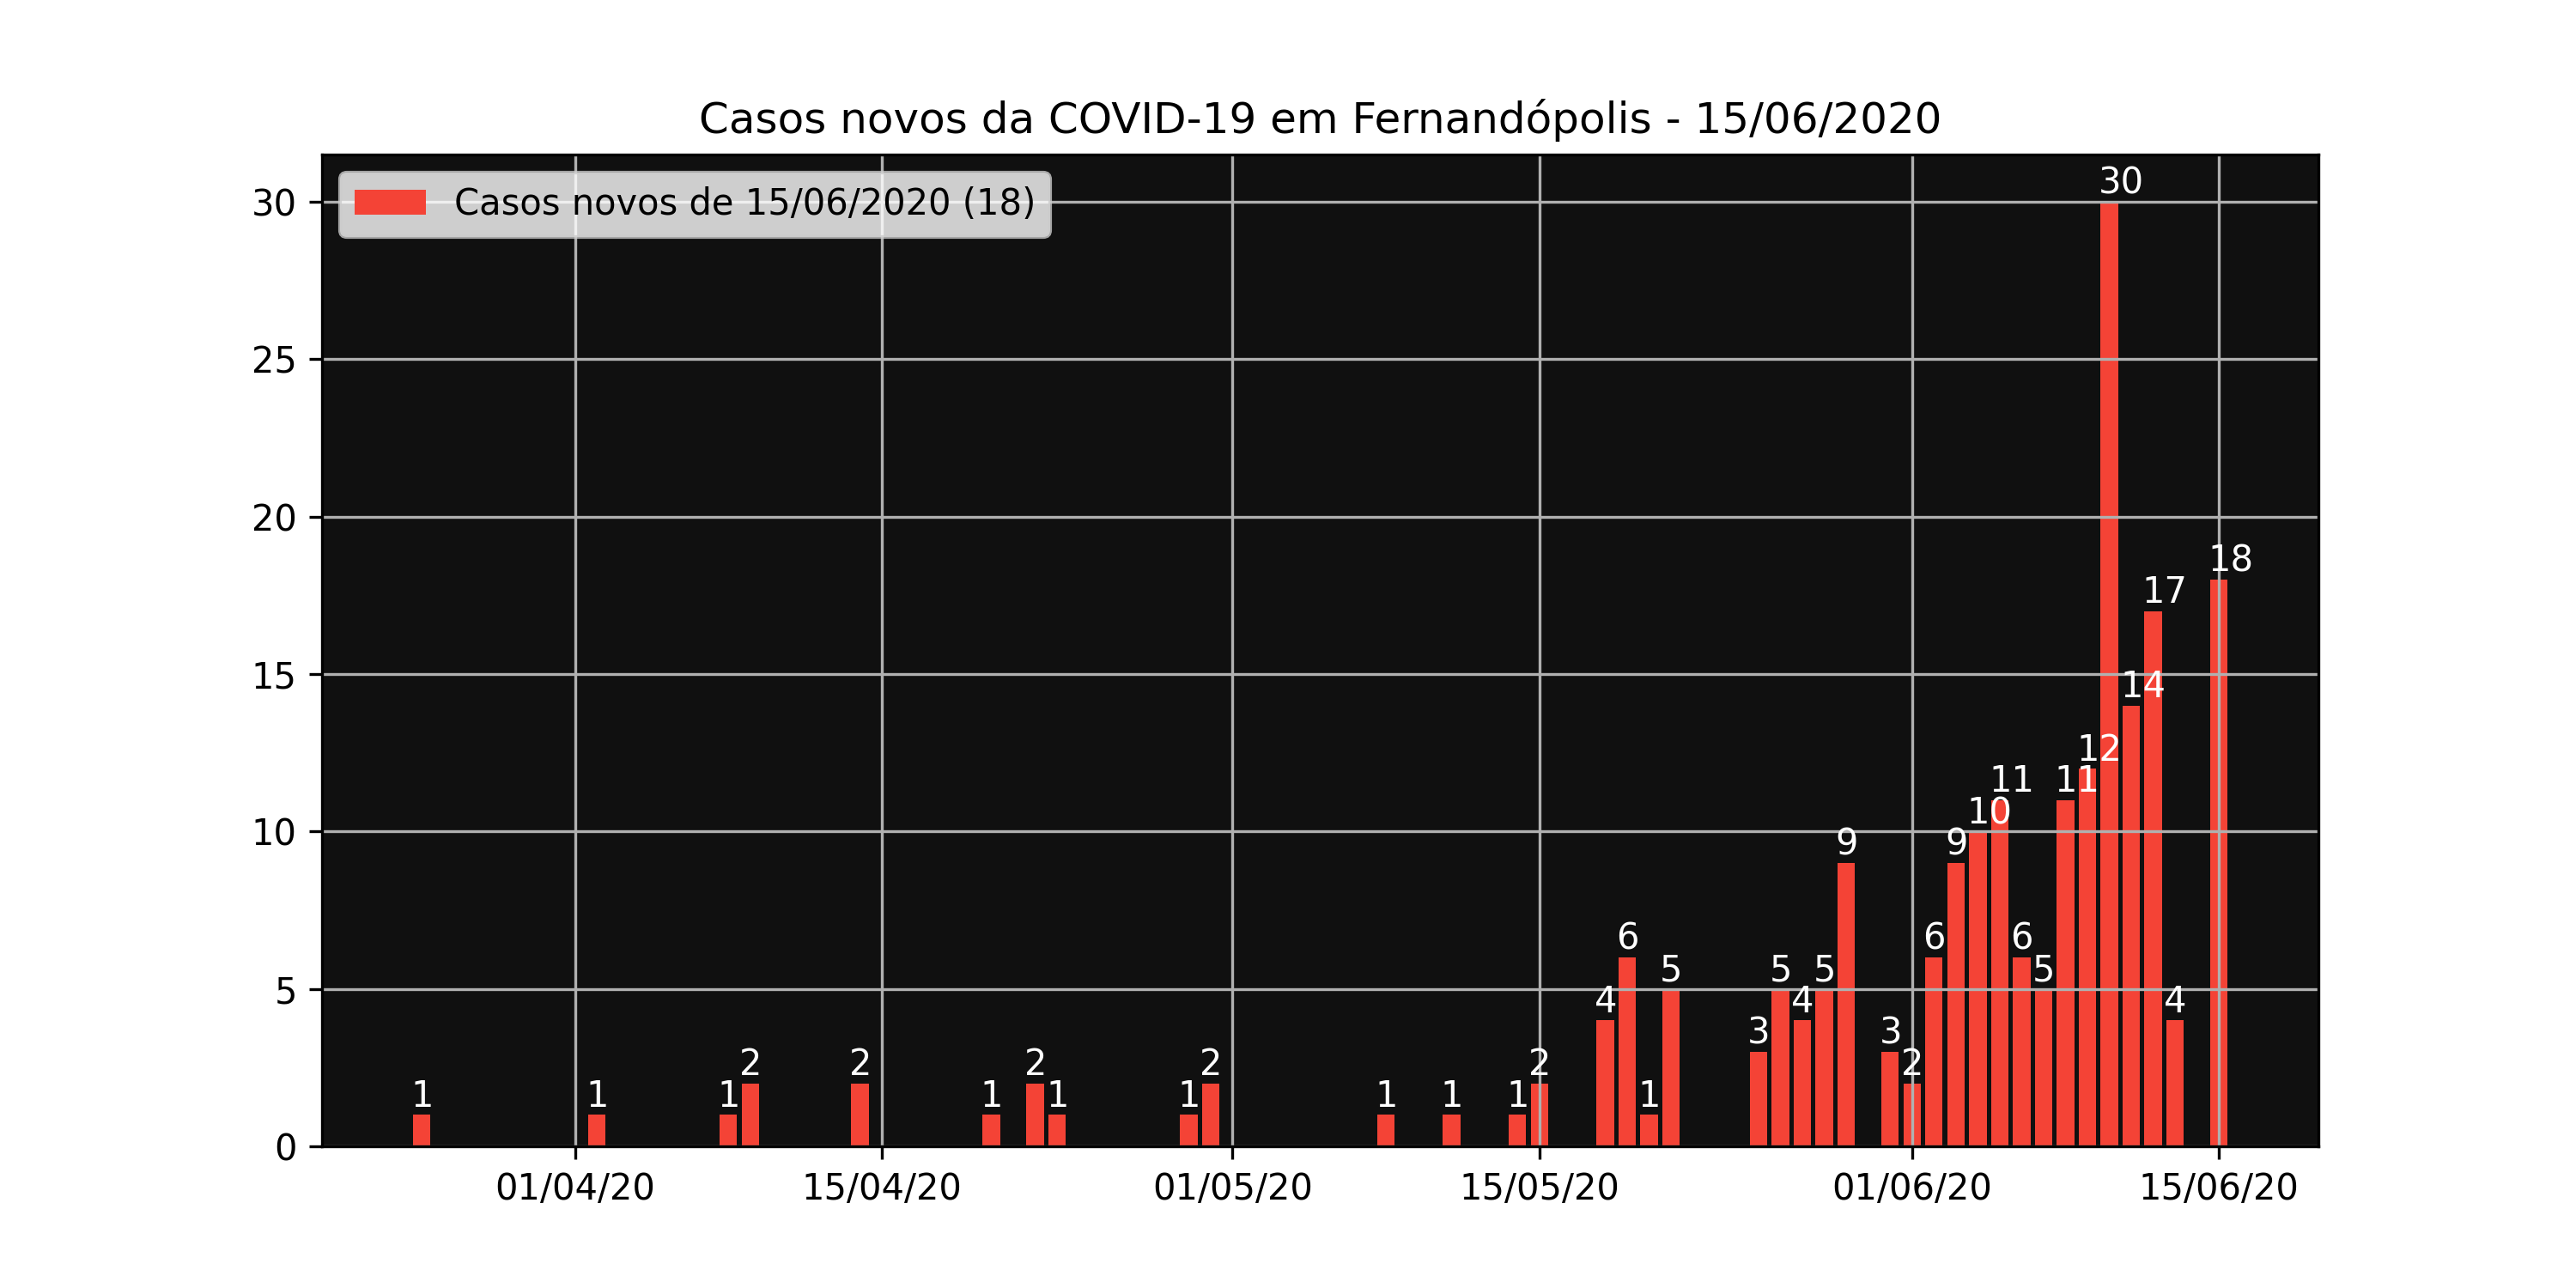 Casos novos da COVID-19 em Fernandópolis - 15/06/2020
Casos novos de 15/06/2020 (18)
30
25
20
15
10
5
0
1 1 1 2 2 1 2 1 1 2 1 1 1 2 4 6 1 5 3 5 4 5 9 3 2 6 9 10 11 6 5 11 12 30 14 17 4 18
01/04/20 15/04/20 01/05/20 15/05/20 01/06/20 15/06/20